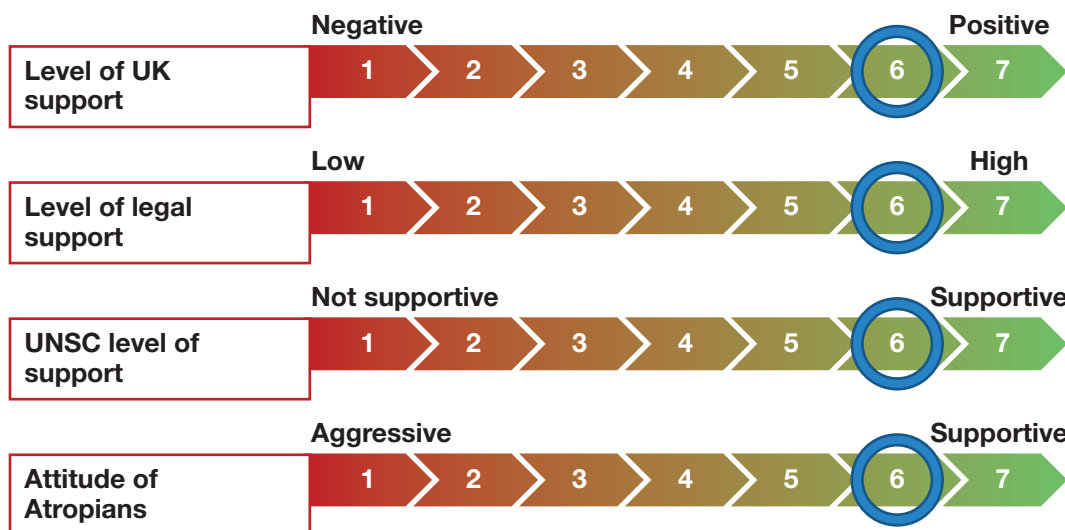 Negative Positive
Level of UK
support
1 2 3 4 5 6 7
Low High
Level of legal
support
1 2 3 4 5 6 7
Not supportive Supportive
UNSC level of
support
1 2 3 4 5 6 7
Aggressive Supportive
Attitude of
Atropians
1 2 3 4 5 6 7